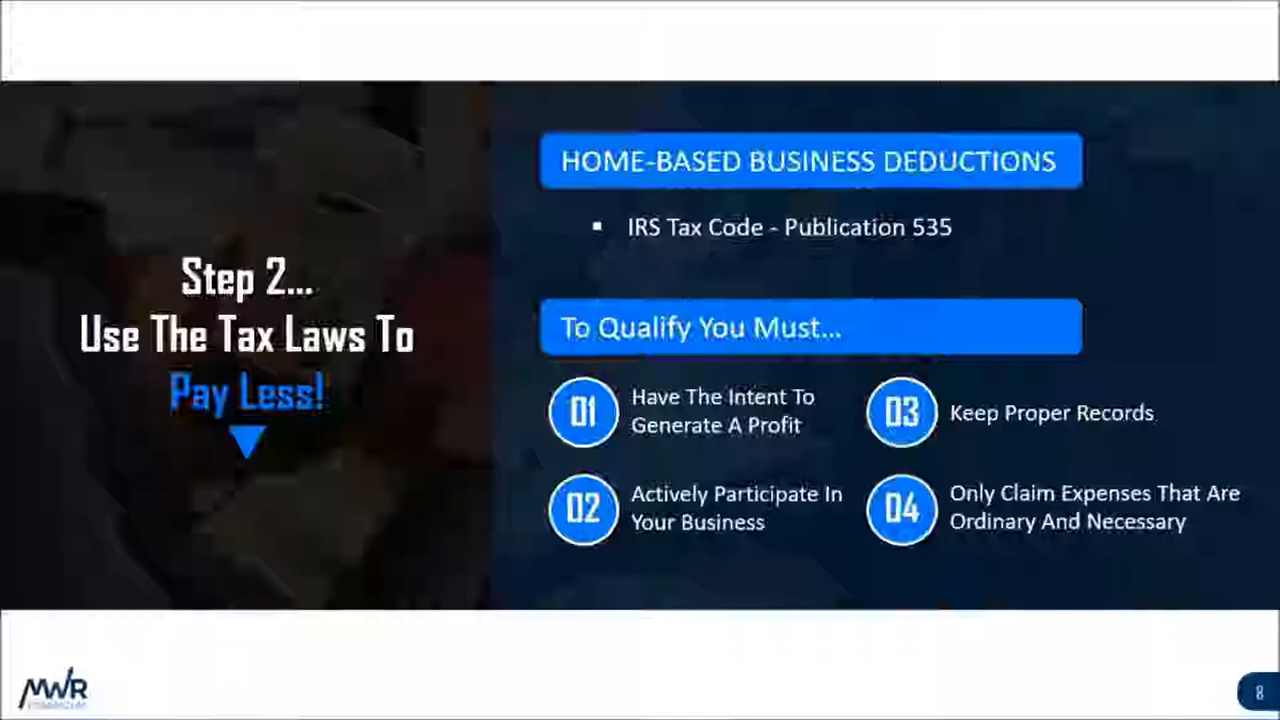 Step 2...
Use The Tax Laws To
Pay Less!
HOME-BASED BUSINESS DEDUCTIONS
▪ IRS Tax Code - Publication 535
To Qualify You Must...
01
Have The Intent To
Generate A Profit
02
Actively Participate In
Your Business
03
Keep Proper Records
04
Only Claim Expenses That Are
Ordinary And Necessary
MWR
FINANCIAL
8